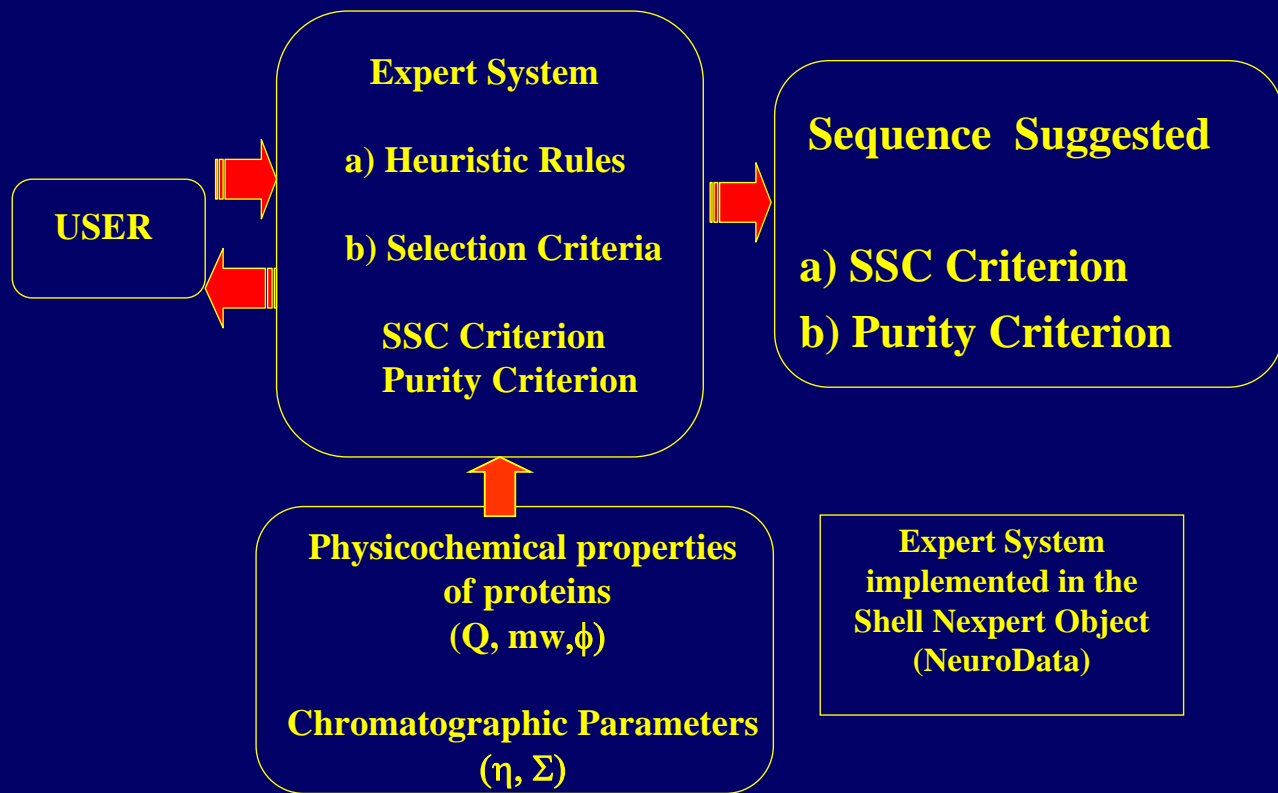 USER
Expert System
a) Heuristic Rules
b) Selection Criteria
SSC Criterion
Purity Criterion
Sequence Suggested
a) SSC Criterion
b) Purity Criterion
Physicochemical properties
of proteins
(Q, mw,ϕ)
Chromatographic Parameters
(η, Σ)
Expert System
implemented in the
Shell Nexpert Object
(NeuroData)